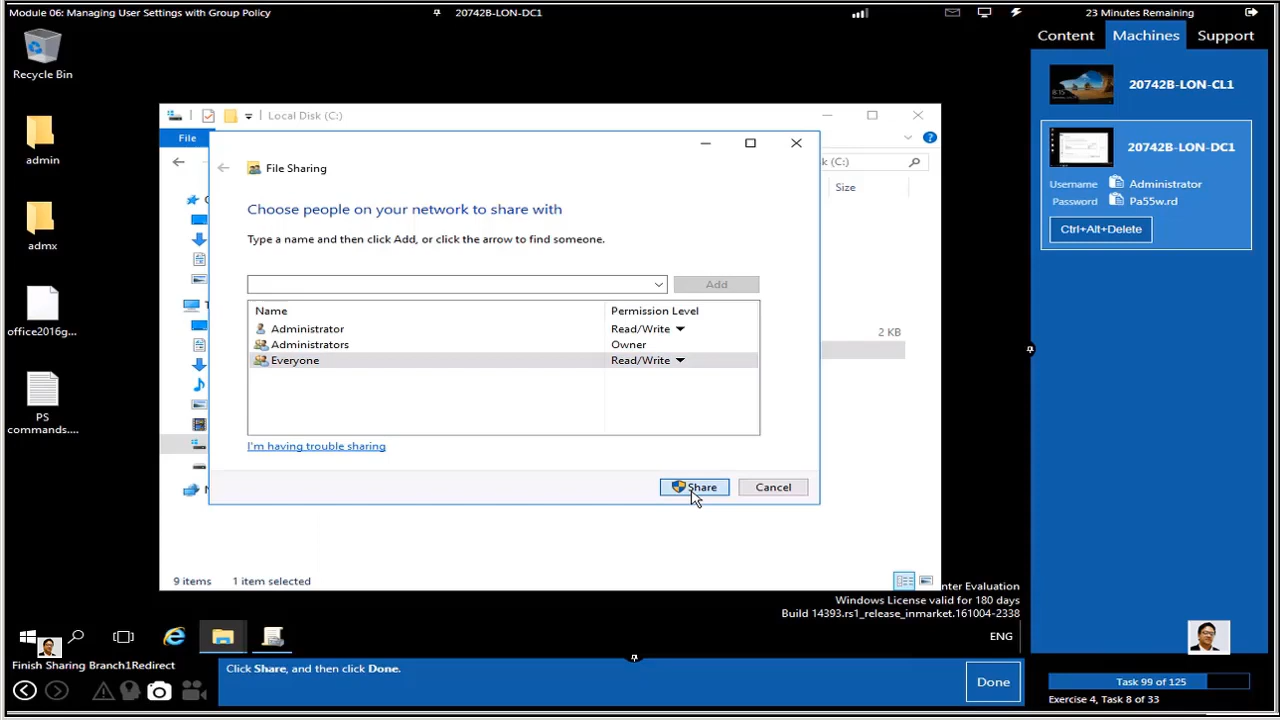 Module 06: Managing User Settings with Group Policy
20742B-LON-DC1
23 Minutes Remaining
Content
Machines
Support
Recycle Bin
admin
admx
office2016g...
PS
commands....
Local Disk (C:)
File
k (C:)
Size
2 KB
File Sharing
Choose people on your network to share with
Type a name and then click Add, or click the arrow to find someone.
Add
Name
Permission Level
Administrator
Read/Write
Administrators
Owner
Everyone
Read/Write
I'm having trouble sharing
Share
Cancel
9 items
1 item selected
nter Evaluation
Windows License valid for 180 days
Build 14393.rs1_release_inmarket.161004-2338
ENG
20742B-LON-CL1
20742B-LON-DC1
Username
Administrator
Password
Pa55w.rd
Ctrl+Alt+Delete
Finish Sharing Branch1Redirect
Click Share, and then click Done.
Done
Task 99 of 125
Exercise 4, Task 8 of 33